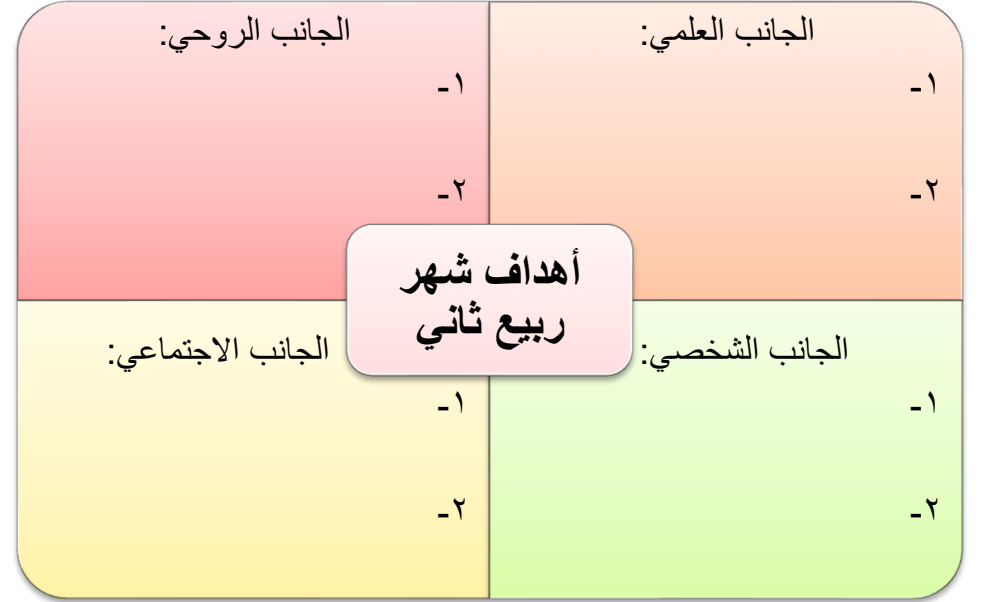 الجانب العلمي:
١-
٢-
الجانب الروحي:
١-
٢-
أهداف شهر
ربيع ثاني
الجانب الشخصي:
١-
٢-
الجانب الاجتماعي:
١-
٢-